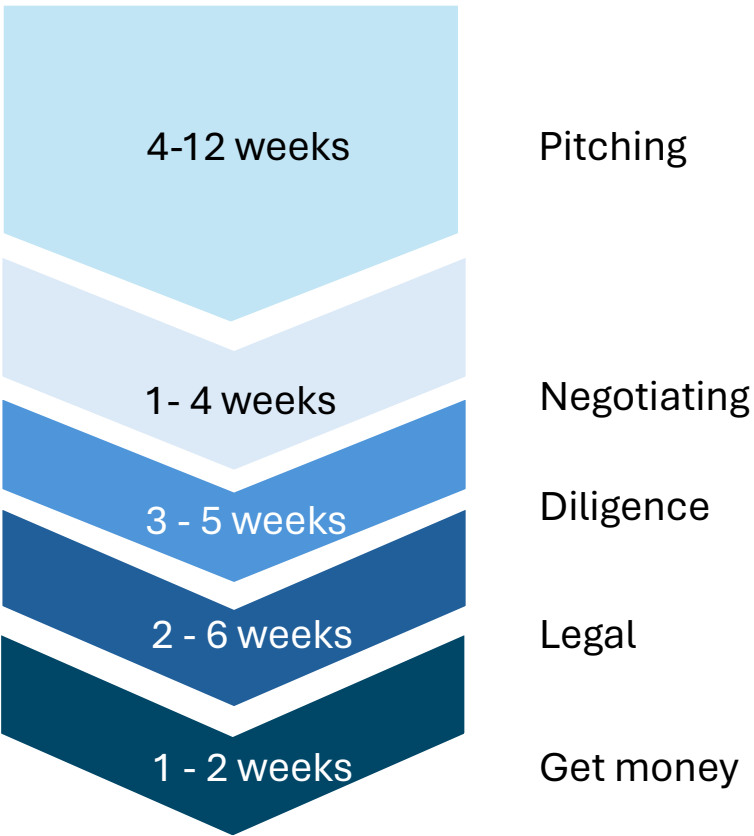 4-12 weeks Pitching
1- 4 weeks Negotiating
3 - 5 weeks Diligence
2 - 6 weeks Legal
1 - 2 weeks Get money